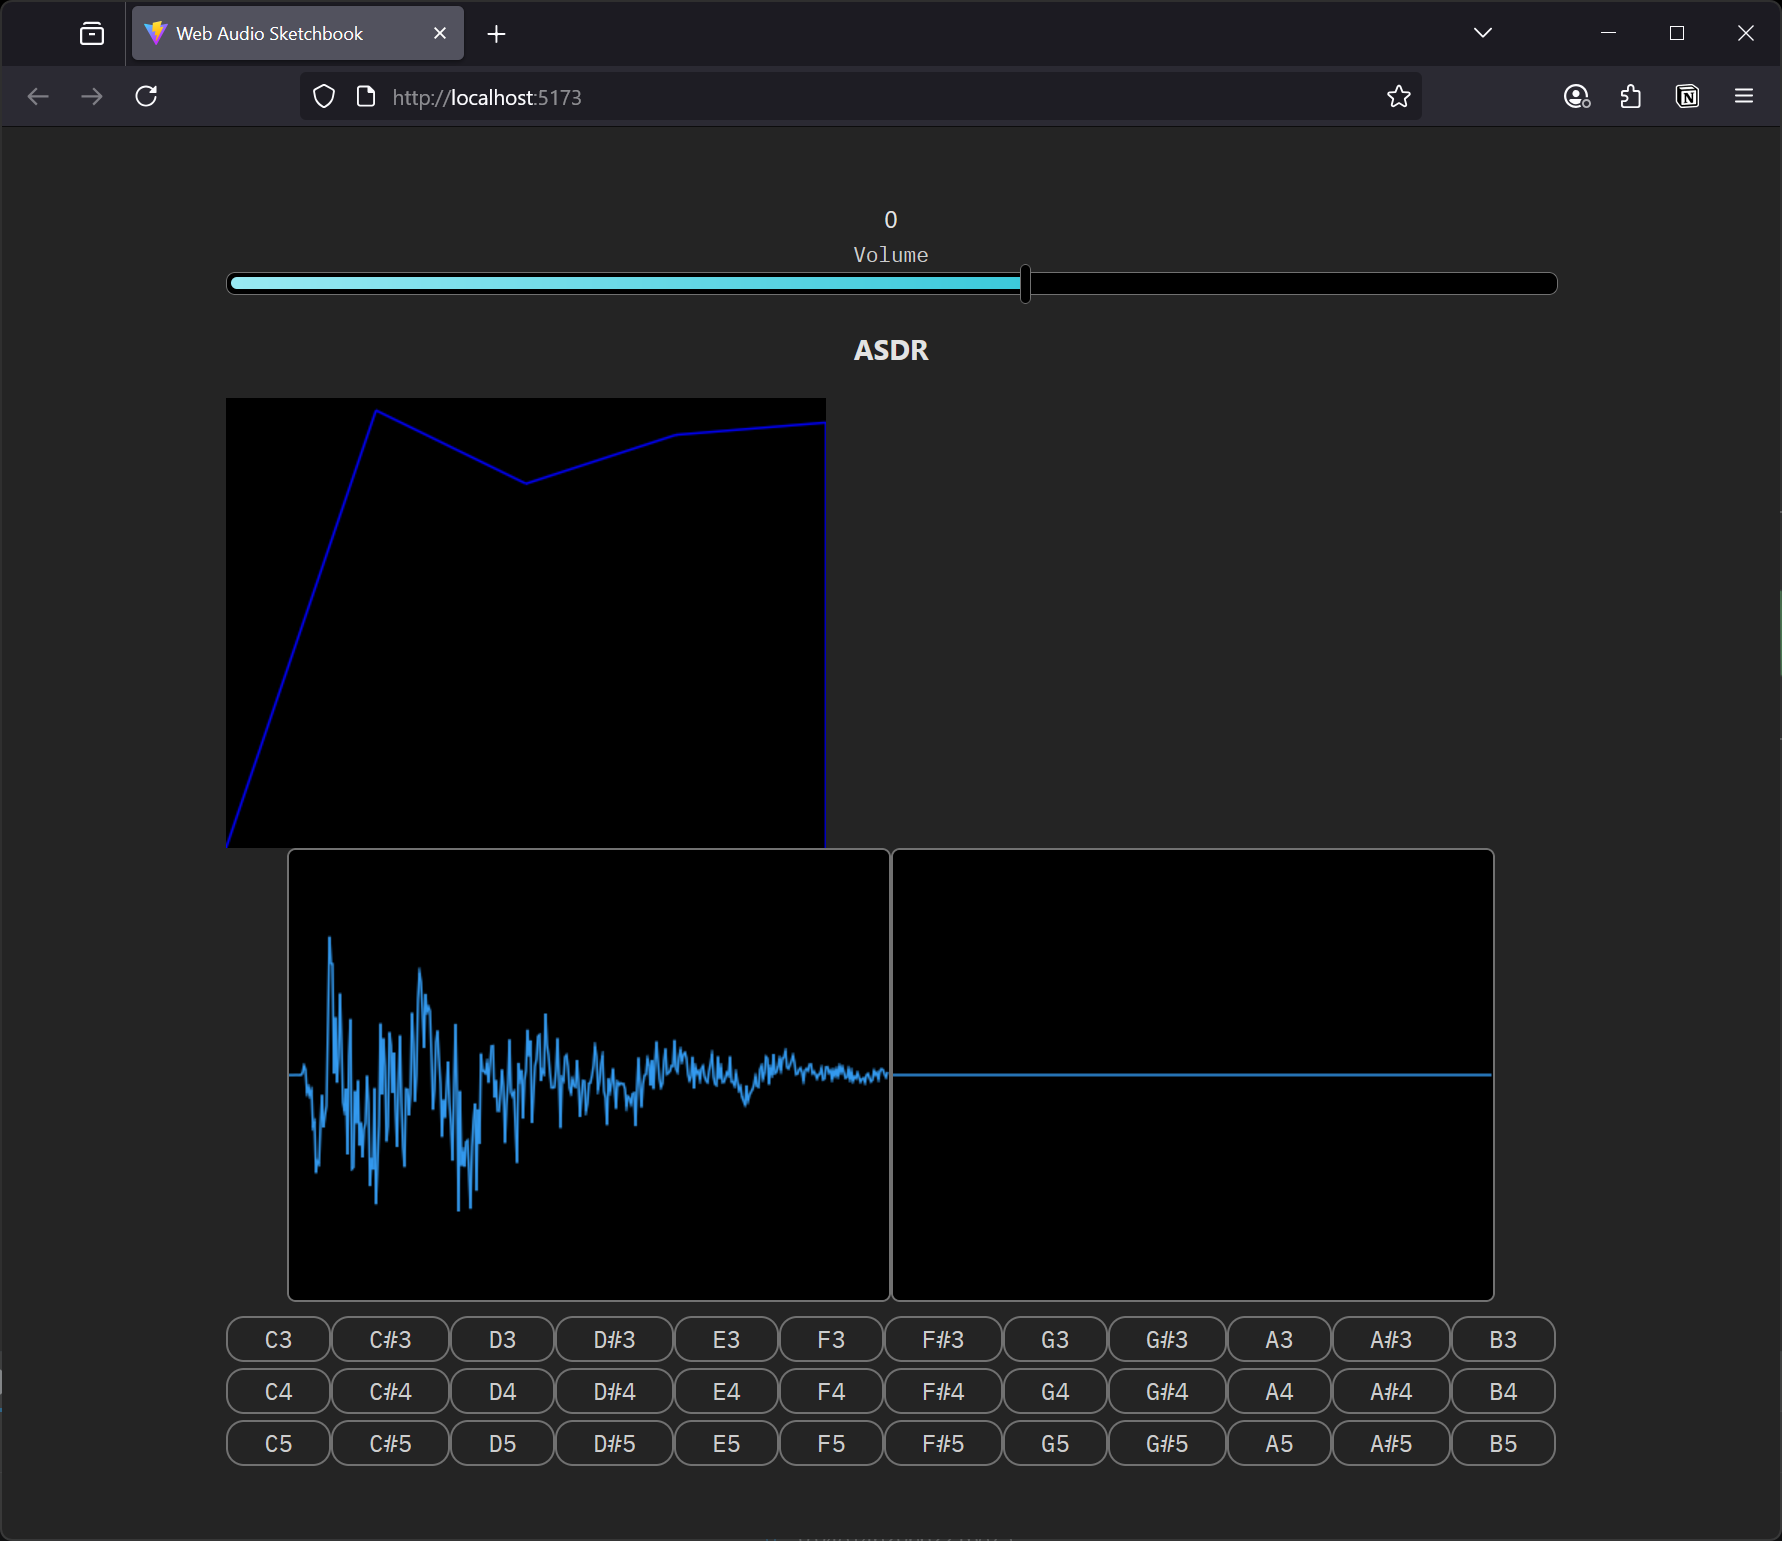 Web Audio Sketchbook
http://localhost:5173
0
Volume
ASDR
C3 C#3 D3 D#3 E3 F3 F#3 G3 G#3 A3 A#3 B3
C4 C#4 D4 D#4 E4 F4 F#4 G4 G#4 A4 A#4 B4
C5 C#5 D5 D#5 E5 F5 F#5 G5 G#5 A5 A#5 B5